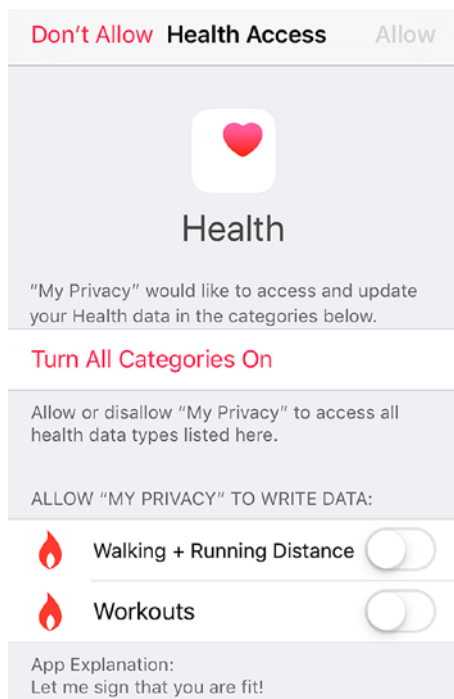 Don't Allow Health Access Allow
Health
"My Privacy" would like to access and update
your Health data in the categories below.
Turn All Categories On
Allow or disallow "My Privacy" to access all
health data types listed here.
ALLOW "MY PRIVACY" TO WRITE DATA:
Walking + Running Distance
Workouts
App Explanation:
Let me sign that you are fit!